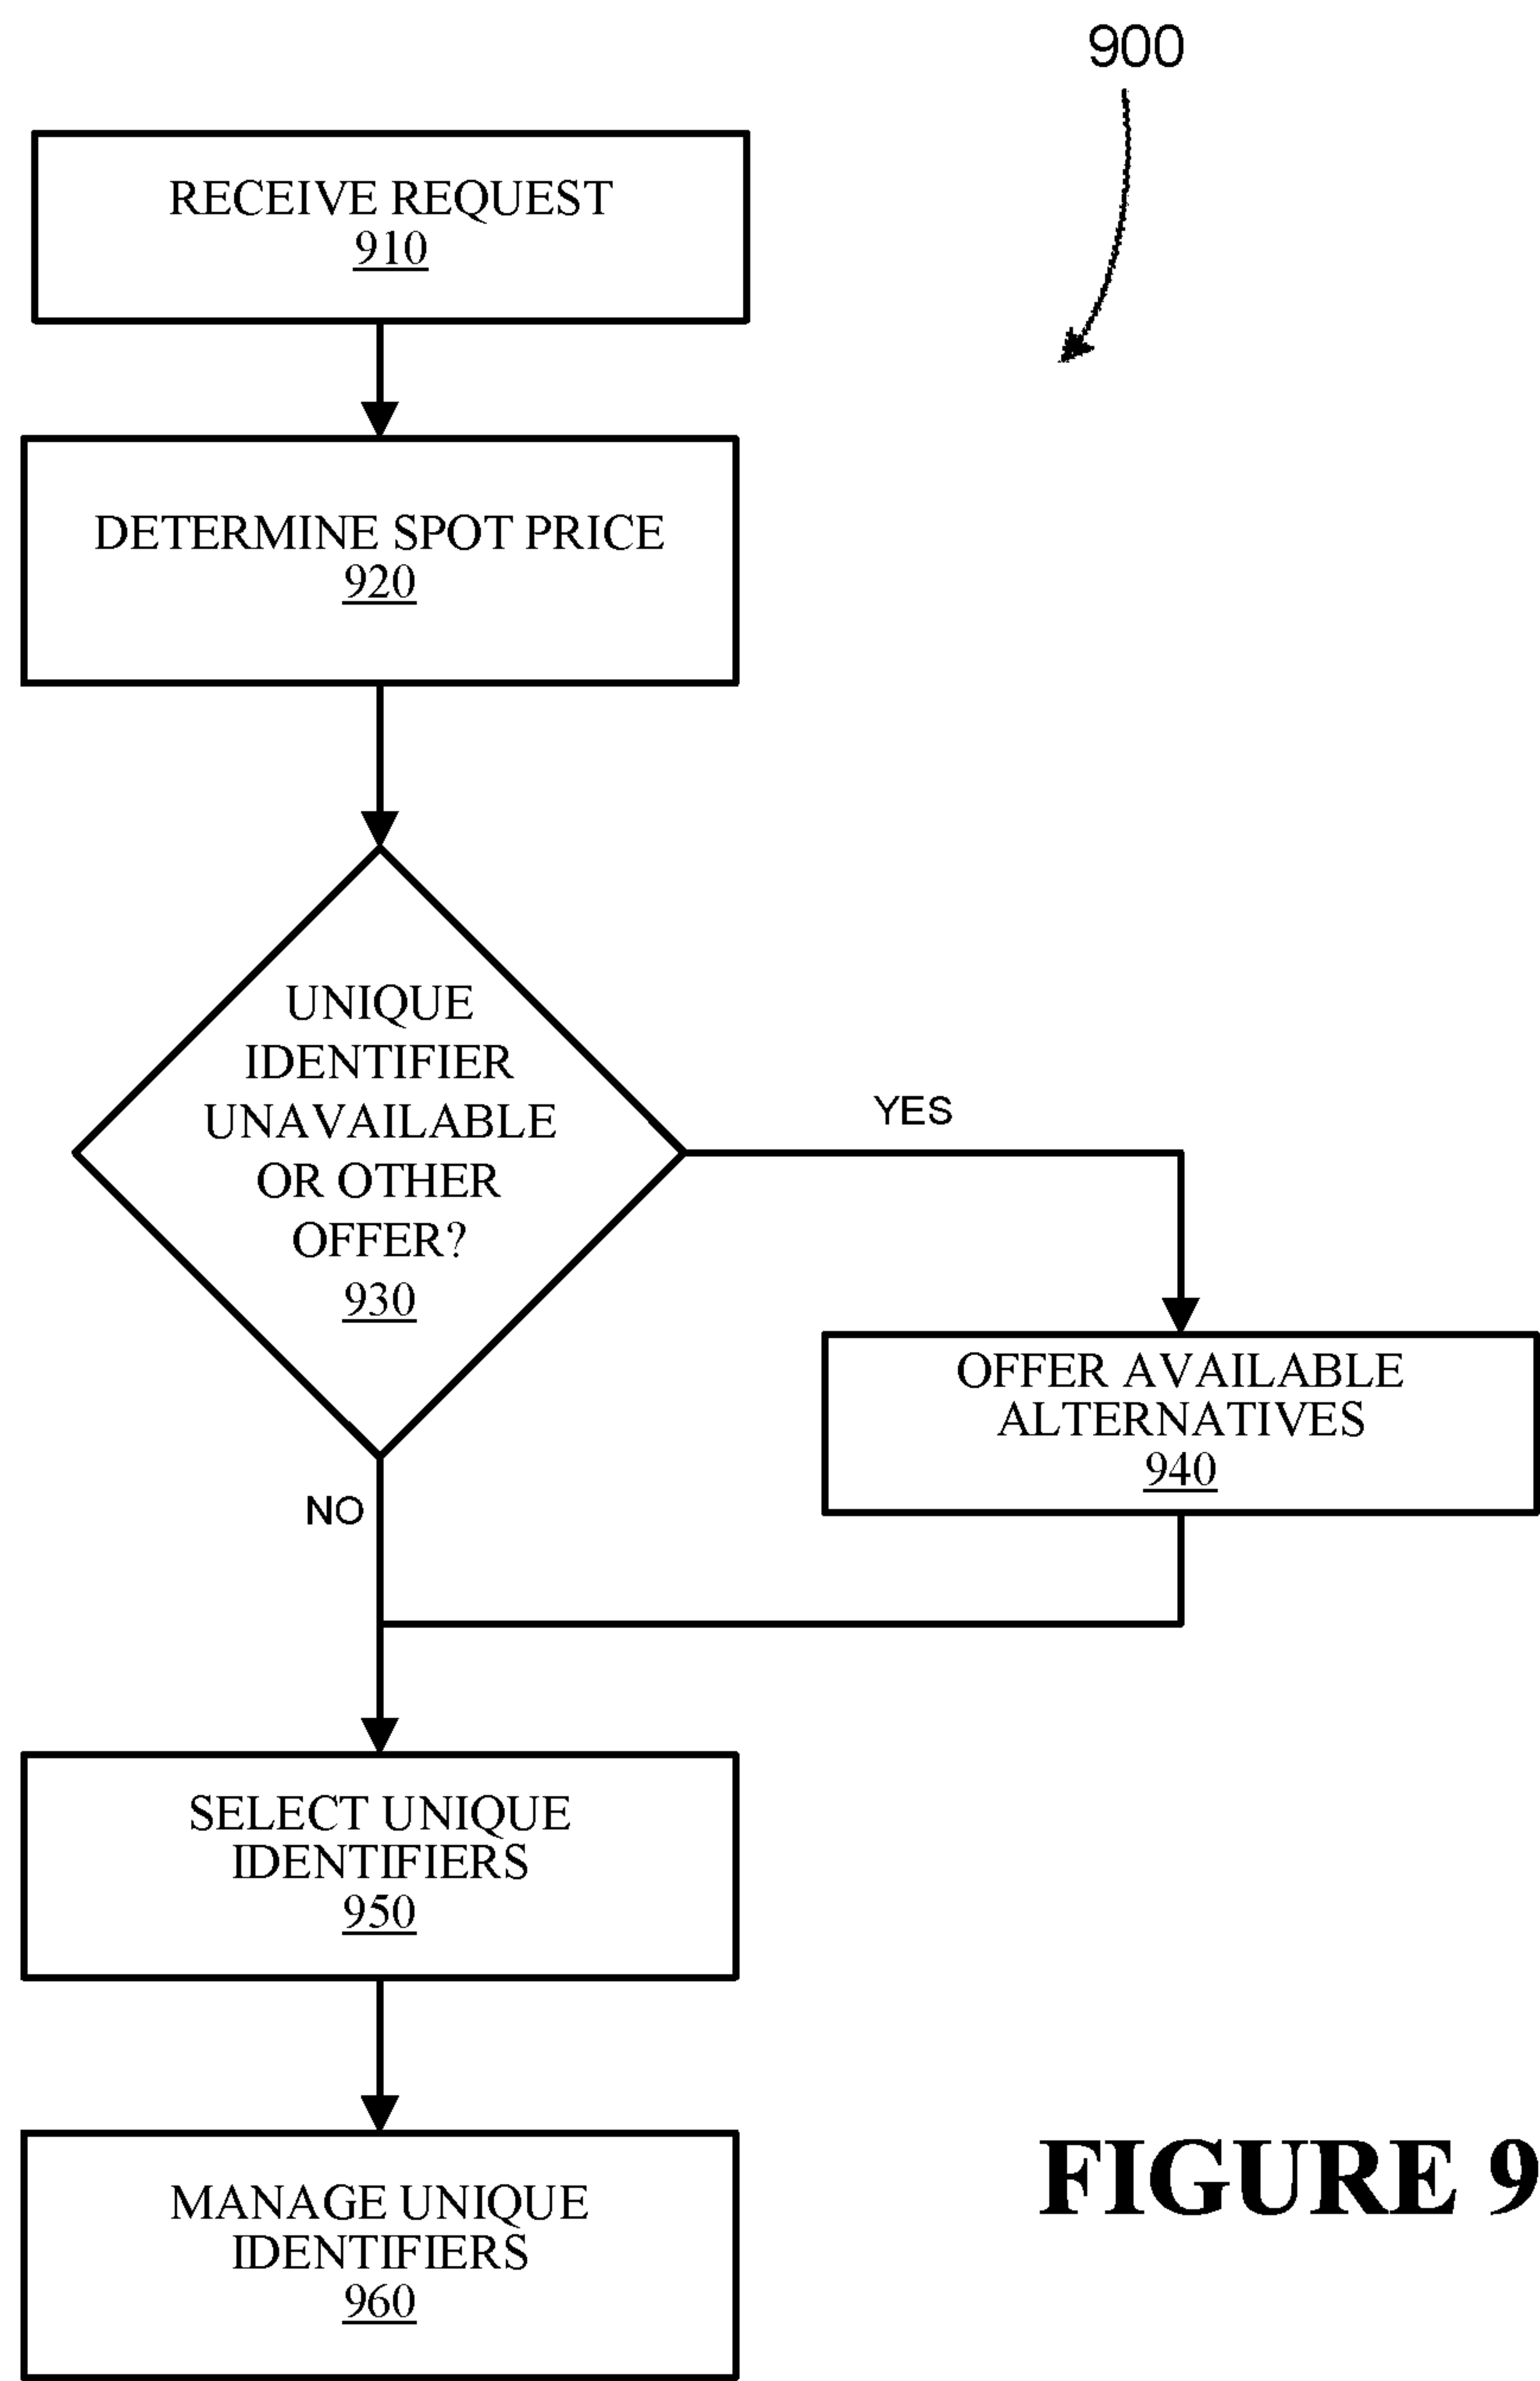 900
RECEIVE REQUEST
910
DETERMINE SPOT PRICE
920
UNIQUE
IDENTIFIER
UNAVAILABLE
OR OTHER
OFFER?
930
YES
OFFER AVAILABLE
ALTERNATIVES
940
NO
SELECT UNIQUE
IDENTIFIERS
950
MANAGE UNIQUE
IDENTIFIERS
960
FIGURE 9